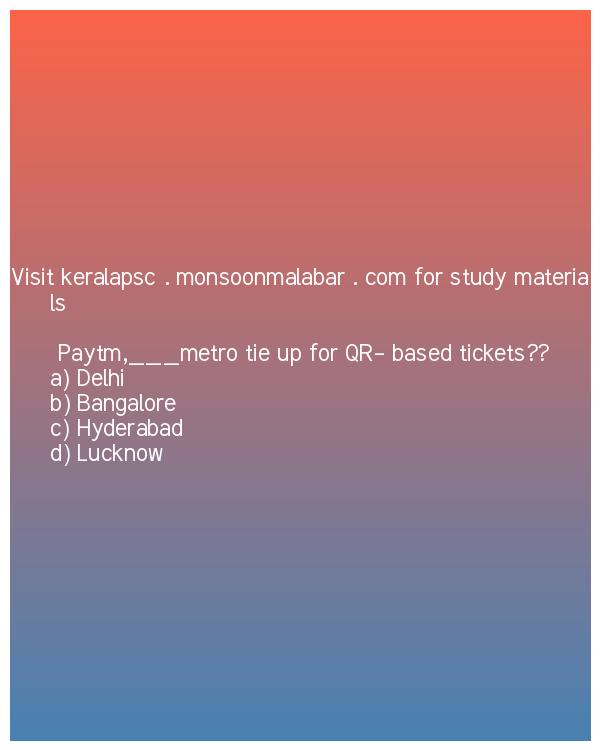 Visit keralapsc . monsoonmalabar . com for study materia
ls
Paytm,___metro tie up for QR- based tickets??
a) Delhi
b) Bangalore
c) Hyderabad
d) Lucknow